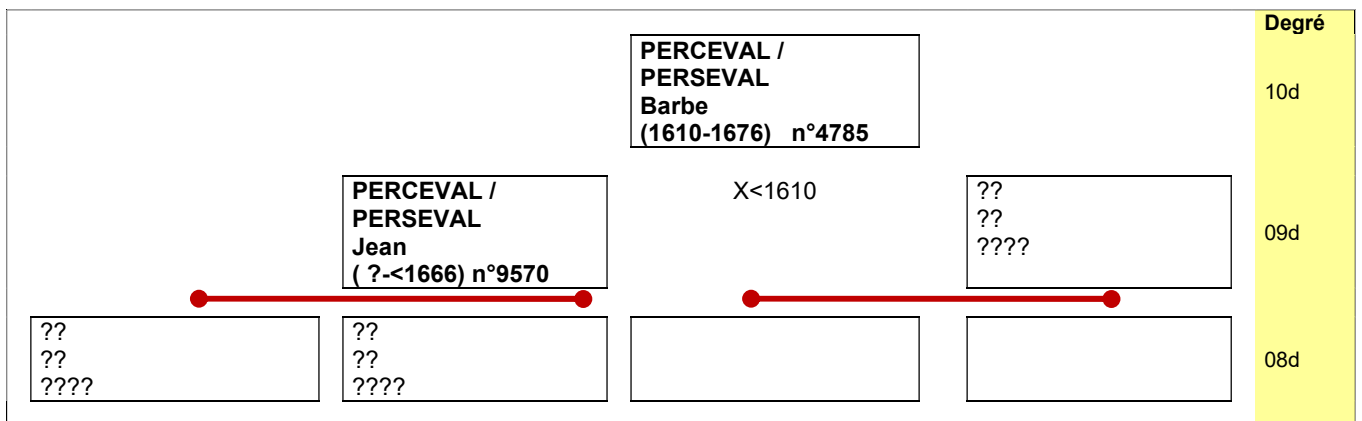 Degré
PERCEVAL /
PERSEVAL
Barbe
(1610-1676) n°4785
10d
PERCEVAL /
PERSEVAL
Jean
( ?-<1666) n°9570
X<1610
??
??
????
09d
??
??
????
??
??
????
08d